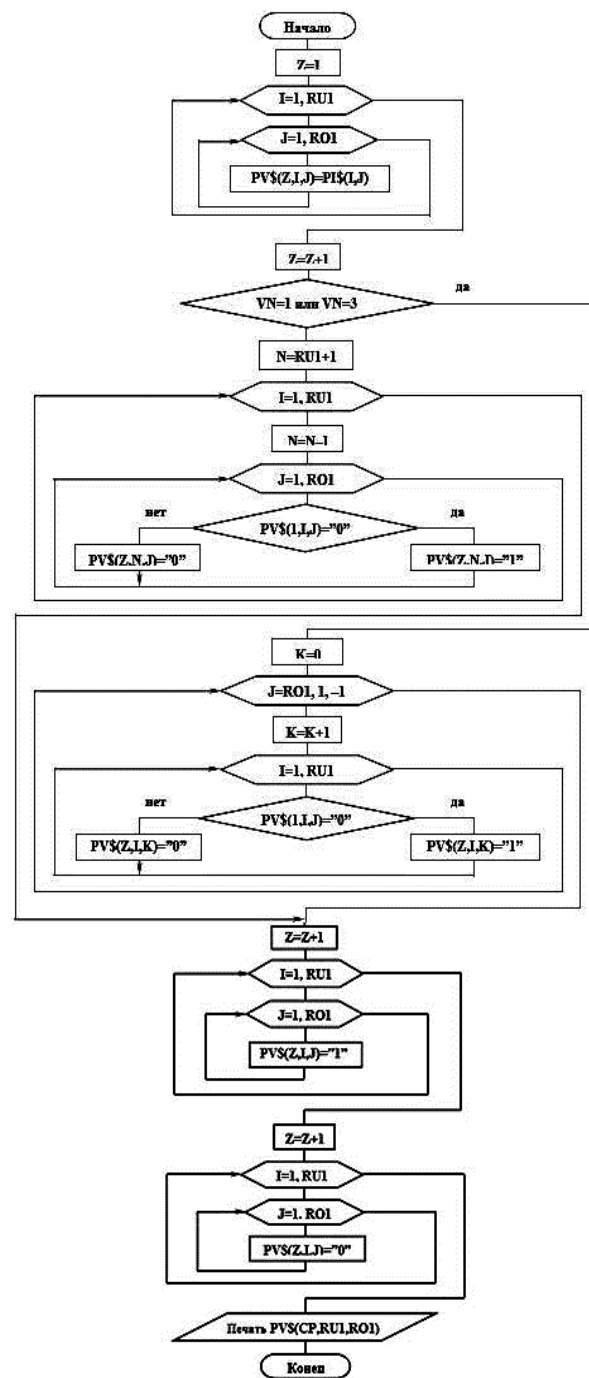 Начало
Z=1
I=1, RU1
J=1, RO1
PV$(Z,I,J)=PI$(I,J)
Z=Z+1
VN=1 или VN=3
да
N=RU1+1
I=1, RU1
N=N–1
J=1, RO1
нет
PV$(1,I,J)=”0”
да
PV$(Z,N,J)=”0”
PV$(Z,N,J)=”1”
K=0
J=RO1, 1, –1
K=K+1
I=1, RU1
нет
PV$(1,I,J)=”0”
да
PV$(Z,I,K)=”0”
PV$(Z,I,K)=”1”
Z=Z+1
I=1, RU1
J=1, RO1
PV$(Z,I,J)=”1”
Z=Z+1
I=1, RU1
J=1, RO1
PV$(Z,I,J)=”0”
Печать PV$(CP,RU1,RO1)
Конец